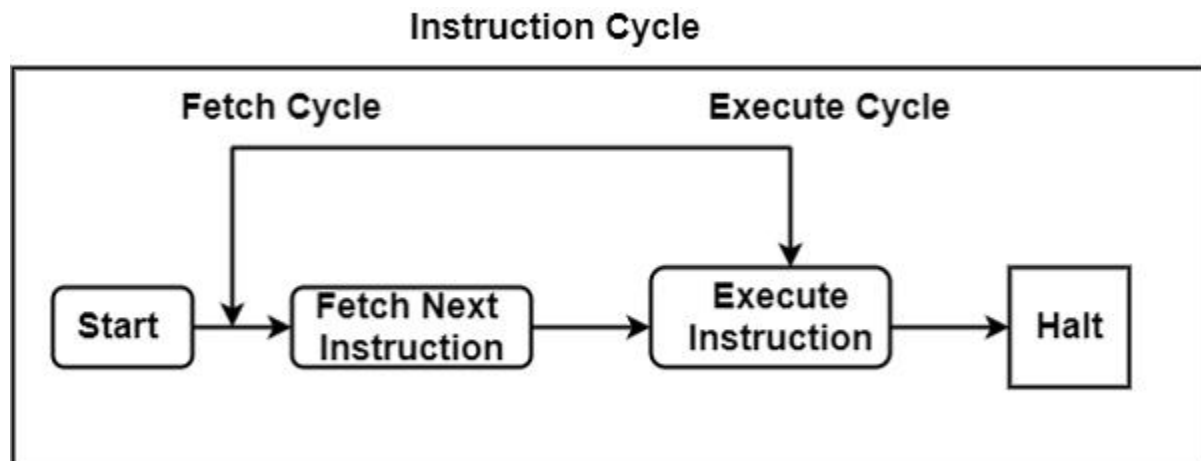 Instruction Cycle
Fetch Cycle
Execute Cycle
Start
Fetch Next
Instruction
Execute
Instruction
Halt